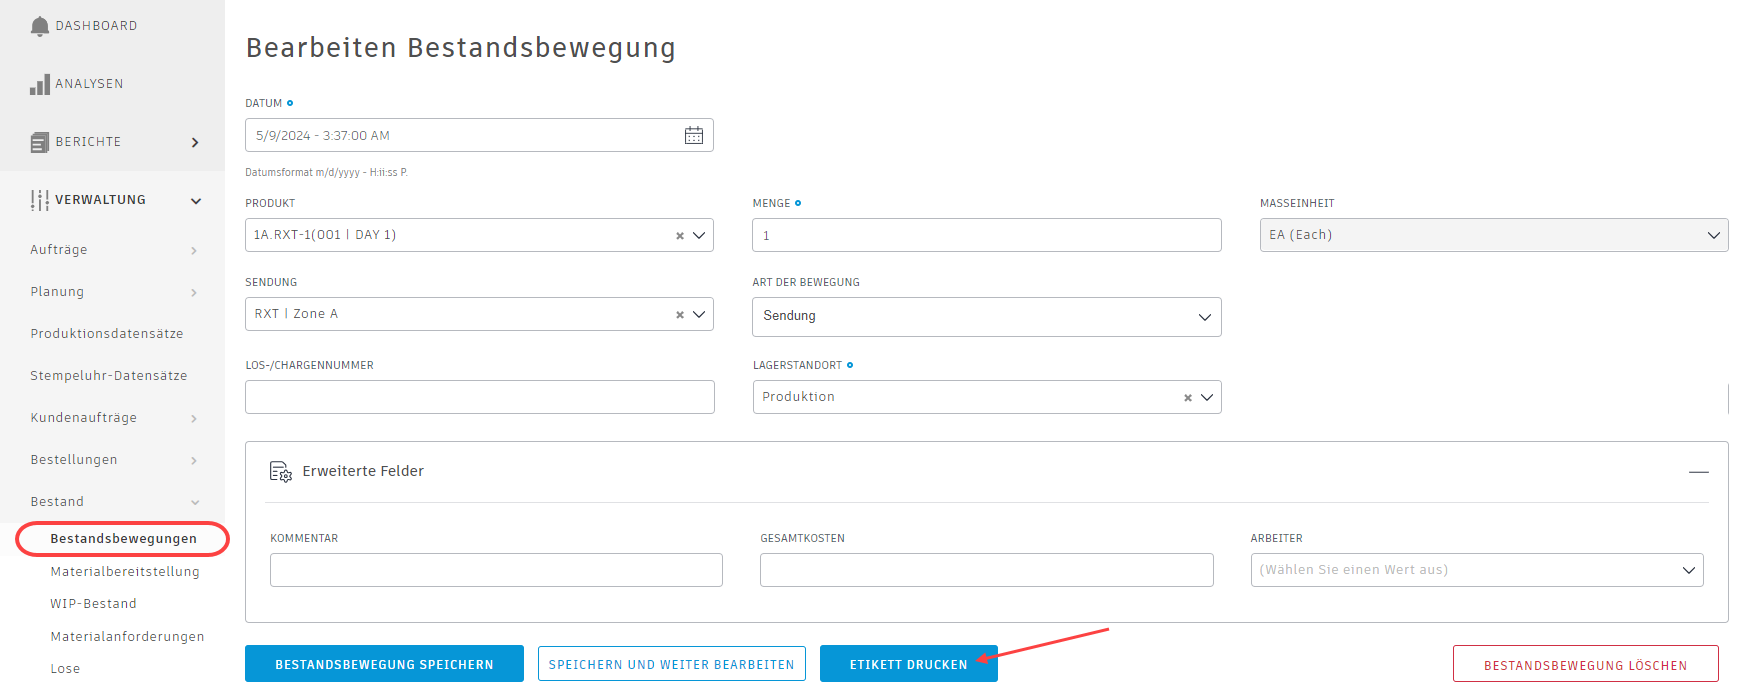 DASHBOARD
ANALYSEN
BERICHTE
VERWALTUNG
Aufträge
Planung
Produktionsdatensätze
Stempeluhr-Datensätze
Kundenaufträge
Bestellungen
Bestand
Bestandsbewegungen
Materialbereitstellung
WIP-Bestand
Materialanforderungen
Lose
Bearbeiten Bestandsbewegung
DATUM
5/9/2024 - 3:37:00 AM
Datumsformat m/d/yyyy - H:ii:ss P.
PRODUKT
1A.RXT-1(001 | DAY 1)
MENGE
1
MASSEINHEIT
EA (Each)
SENDUNG
RXT | Zone A
ART DER BEWEGUNG
Sendung
LOS-/CHARGENNUMMER
LAGERSTANDORT
Produktion
Erweiterte Felder
KOMMENTAR
GESAMTKOSTEN
ARBEITER
(Wählen Sie einen Wert aus)
BESTANDSBEWEGUNG SPEICHERN
SPEICHERN UND WEITER BEARBEITEN
ETIKETT DRUCKEN
BESTANDSBEWEGUNG LÖSCHEN